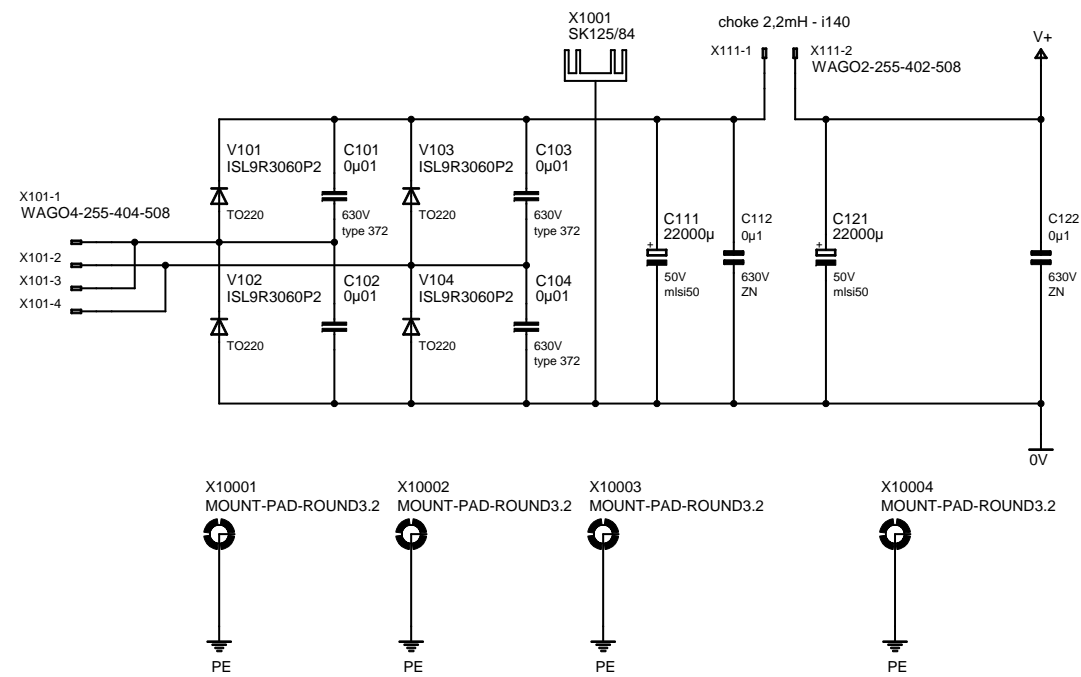 X1001
SK125/84
choke 2,2mH - i140
X111-1
X111-2
WAGO2-255-402-508
V+
V101
ISL9R3060P2
TO220
C101
0µ01
630V
type 372
V103
ISL9R3060P2
TO220
C103
0µ01
630V
type 372
X101-1
WAGO4-255-404-508
X101-2
X101-3
X101-4
V102
ISL9R3060P2
TO220
C102
0µ01
630V
type 372
V104
ISL9R3060P2
TO220
C104
0µ01
630V
type 372
C111
22000µ
+
50V
mlsi50
C112
0µ1
630V
ZN
C121
22000µ
+
50V
mlsi50
C122
0µ1
630V
ZN
0V
X10001
MOUNT-PAD-ROUND3.2
PE
X10002
MOUNT-PAD-ROUND3.2
PE
X10003
MOUNT-PAD-ROUND3.2
PE
X10004
MOUNT-PAD-ROUND3.2
PE